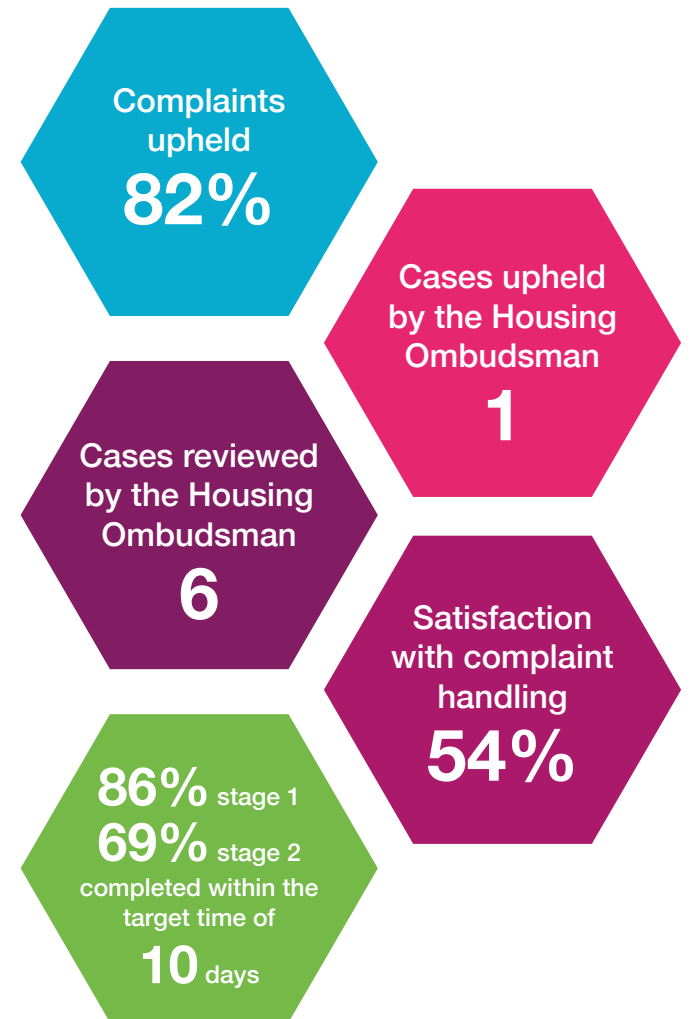 Complaints
upheld
82%
Cases upheld
by the Housing
Ombudsman
1
Cases reviewed
by the Housing
Ombudsman
6
Satisfaction
with complaint
handling
54%
86% stage 1
69% stage 2
completed within the
target time of
10 days